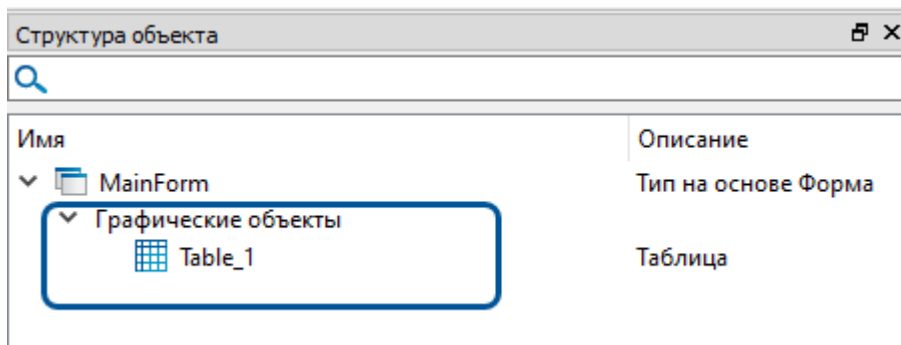 Структура объекта
Имя Описание
MainForm Тип на основе Форма
Графические объекты
Table_1 Таблица